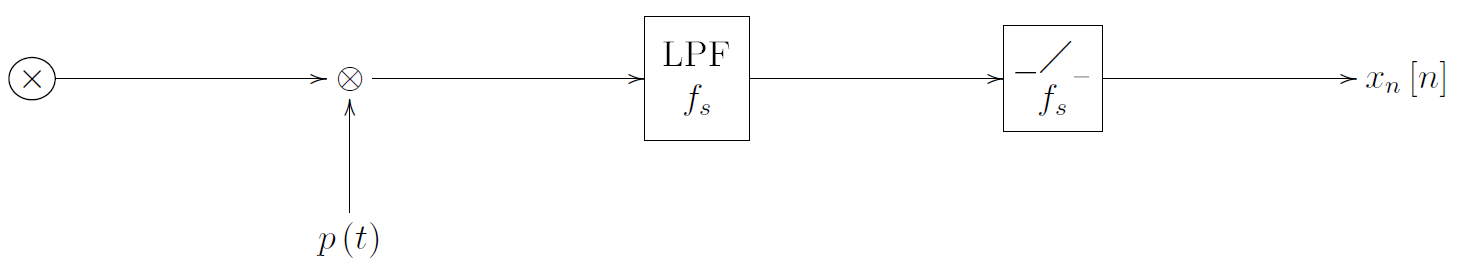 LPF
f_s
f_s
x_n [n]
p (t)